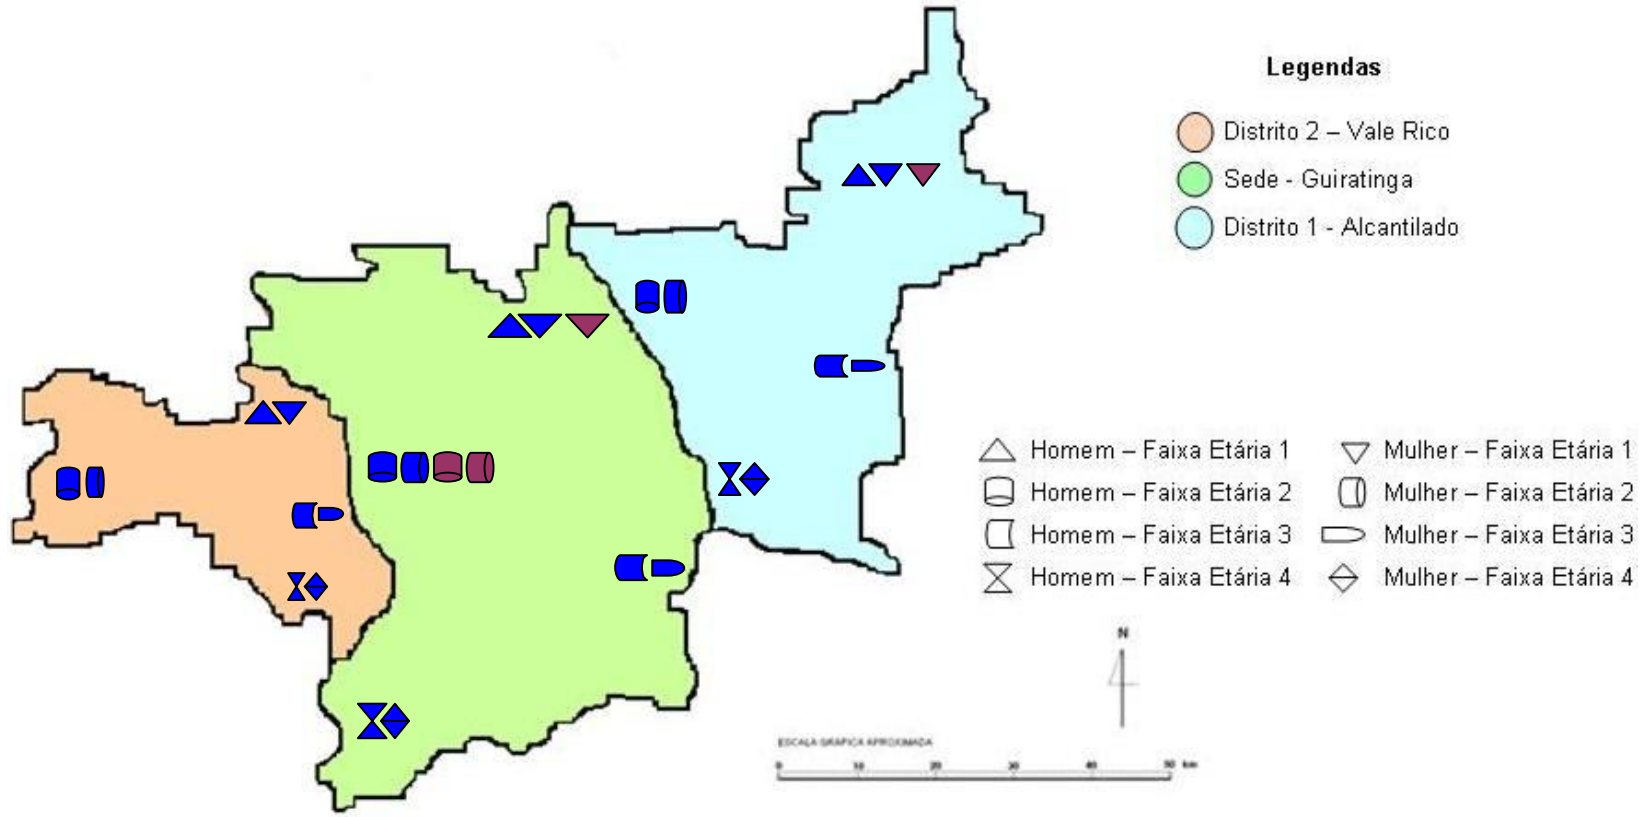 Legendas
Distrito 2 – Vale Rico
Sede - Guiratinga
Distrito 1 - Alcantilado
Homem – Faixa Etária 1
Mulher – Faixa Etária 1
Homem – Faixa Etária 2
Mulher – Faixa Etária 2
Homem – Faixa Etária 3
Mulher – Faixa Etária 3
Homem – Faixa Etária 4
Mulher – Faixa Etária 4
N
ESCALA GRÁFICA APROXIMADA
0 10 20 30 40 50 km